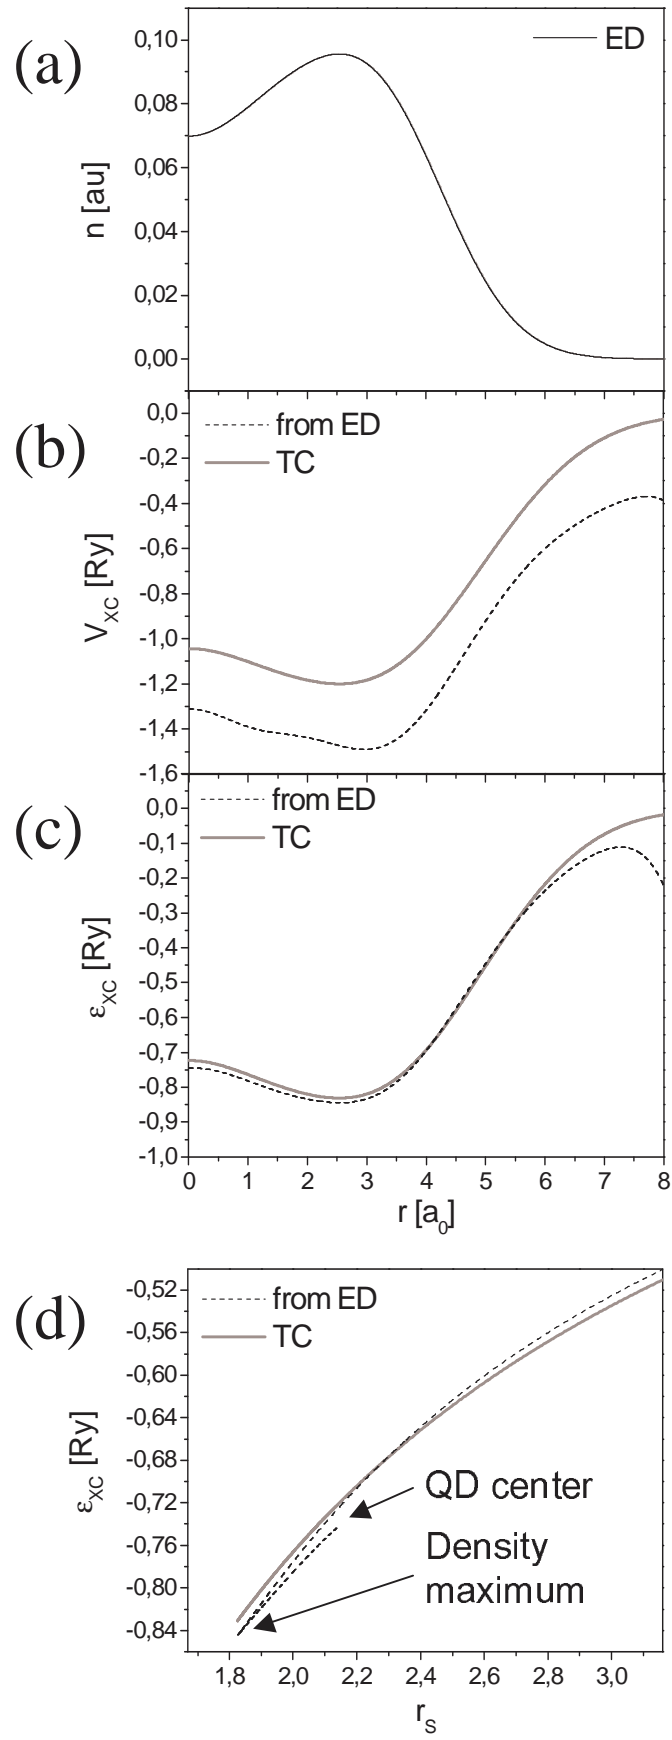 (a)
ED
0,10
0,08
0,06
0,04
0,02
0,00
n [au]
(b)
from ED
TC
0,0
-0,2
-0,4
-0,6
-0,8
-1,0
-1,2
-1,4
-1,6
V_XC [Ry]
(c)
from ED
TC
0,0
-0,1
-0,2
-0,3
-0,4
-0,5
-0,6
-0,7
-0,8
-0,9
-1,0
ε_XC [Ry]
0 1 2 3 4 5 6 7 8
r [a_0]
(d)
from ED
TC
-0,52
-0,56
-0,60
-0,64
-0,68
-0,72
-0,76
-0,80
-0,84
ε_XC [Ry]
QD center
Density
maximum
1,8 2,0 2,2 2,4 2,6 2,8 3,0
r_S